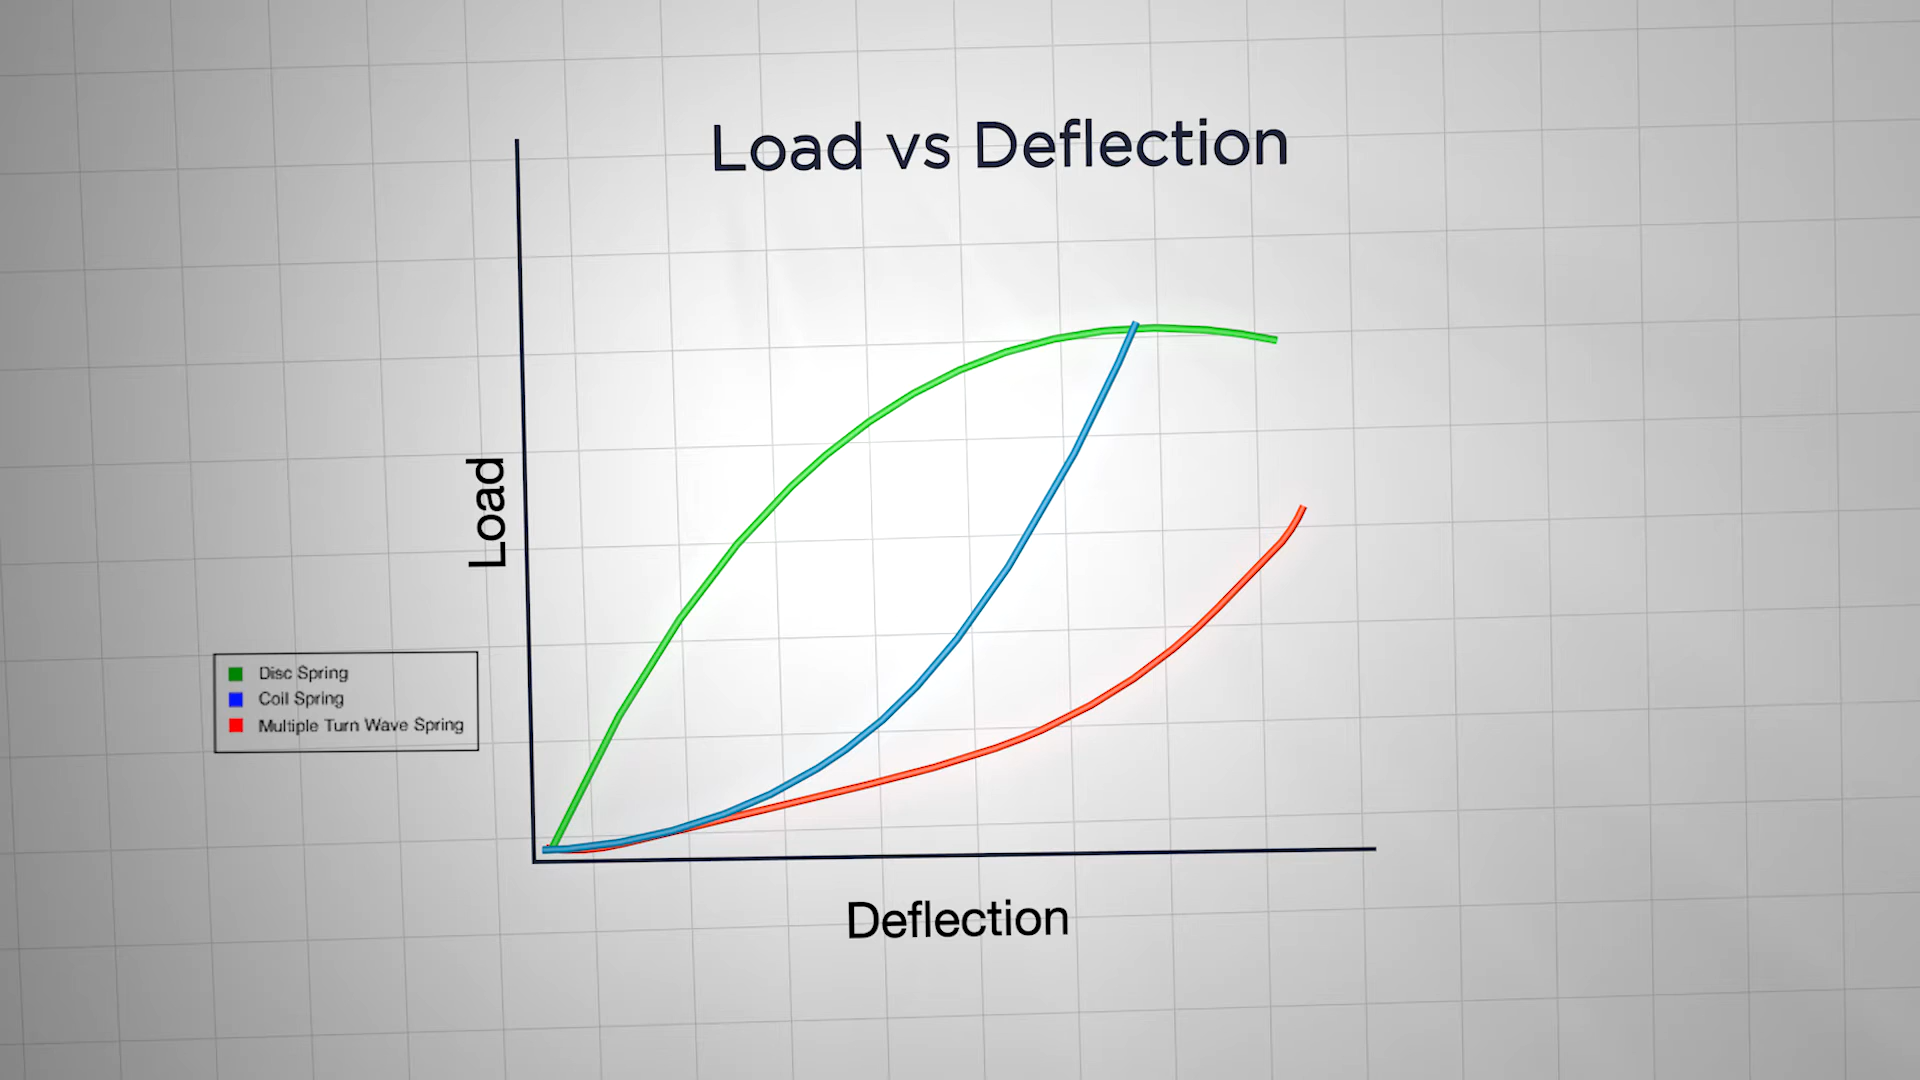 Load vs Deflection
Load
Disc Spring
Coil Spring
Multiple Turn Wave Spring
Deflection